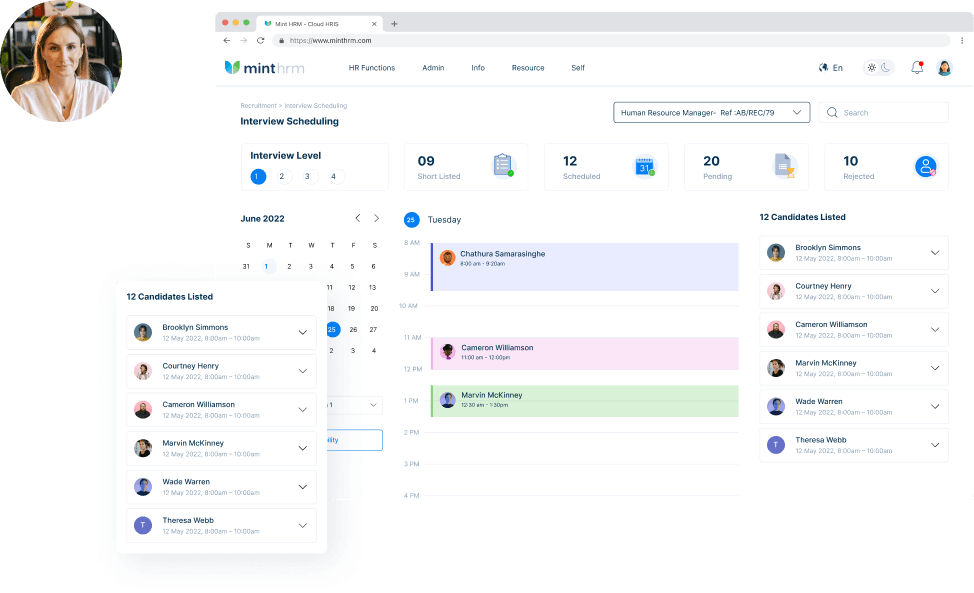 Mint HRM - Cloud HRIS
https://www.minthrm.com
minthrm
HR Functions
Admin
Info
Resource
Self
En
Recruitment > Interview Scheduling
Interview Scheduling
Human Resource Manager- Ref :AB/REC/79
Search
Interview Level
1 2 3 4
09
Short Listed
12
Scheduled
31
20
Pending
10
Rejected
June 2022
S M T W T F S
31 1 2 3 4 5 6
11 12 13
18 19 20
25 26 27
2 3 4
1
ility
25 Tuesday
8 AM
Chathura Samarasinghe
8:00 am - 9:20am
9 AM
10 AM
11 AM
Cameron Williamson
11:00 am - 12:00pm
12 PM
Marvin McKinney
12:30 am - 1:30pm
1 PM
2 PM
3 PM
4 PM
12 Candidates Listed
Brooklyn Simmons
12 May 2022, 8:00am – 10:00am
Courtney Henry
12 May 2022, 8:00am – 10:00am
Cameron Williamson
12 May 2022, 8:00am – 10:00am
Marvin McKinney
12 May 2022, 8:00am – 10:00am
Wade Warren
12 May 2022, 8:00am – 10:00am
T
Theresa Webb
12 May 2022, 8:00am – 10:00am
12 Candidates Listed
Brooklyn Simmons
12 May 2022, 8:00am – 10:00am
Courtney Henry
12 May 2022, 8:00am – 10:00am
Cameron Williamson
12 May 2022, 8:00am – 10:00am
Marvin McKinney
12 May 2022, 8:00am – 10:00am
Wade Warren
12 May 2022, 8:00am – 10:00am
T
Theresa Webb
12 May 2022, 8:00am – 10:00am